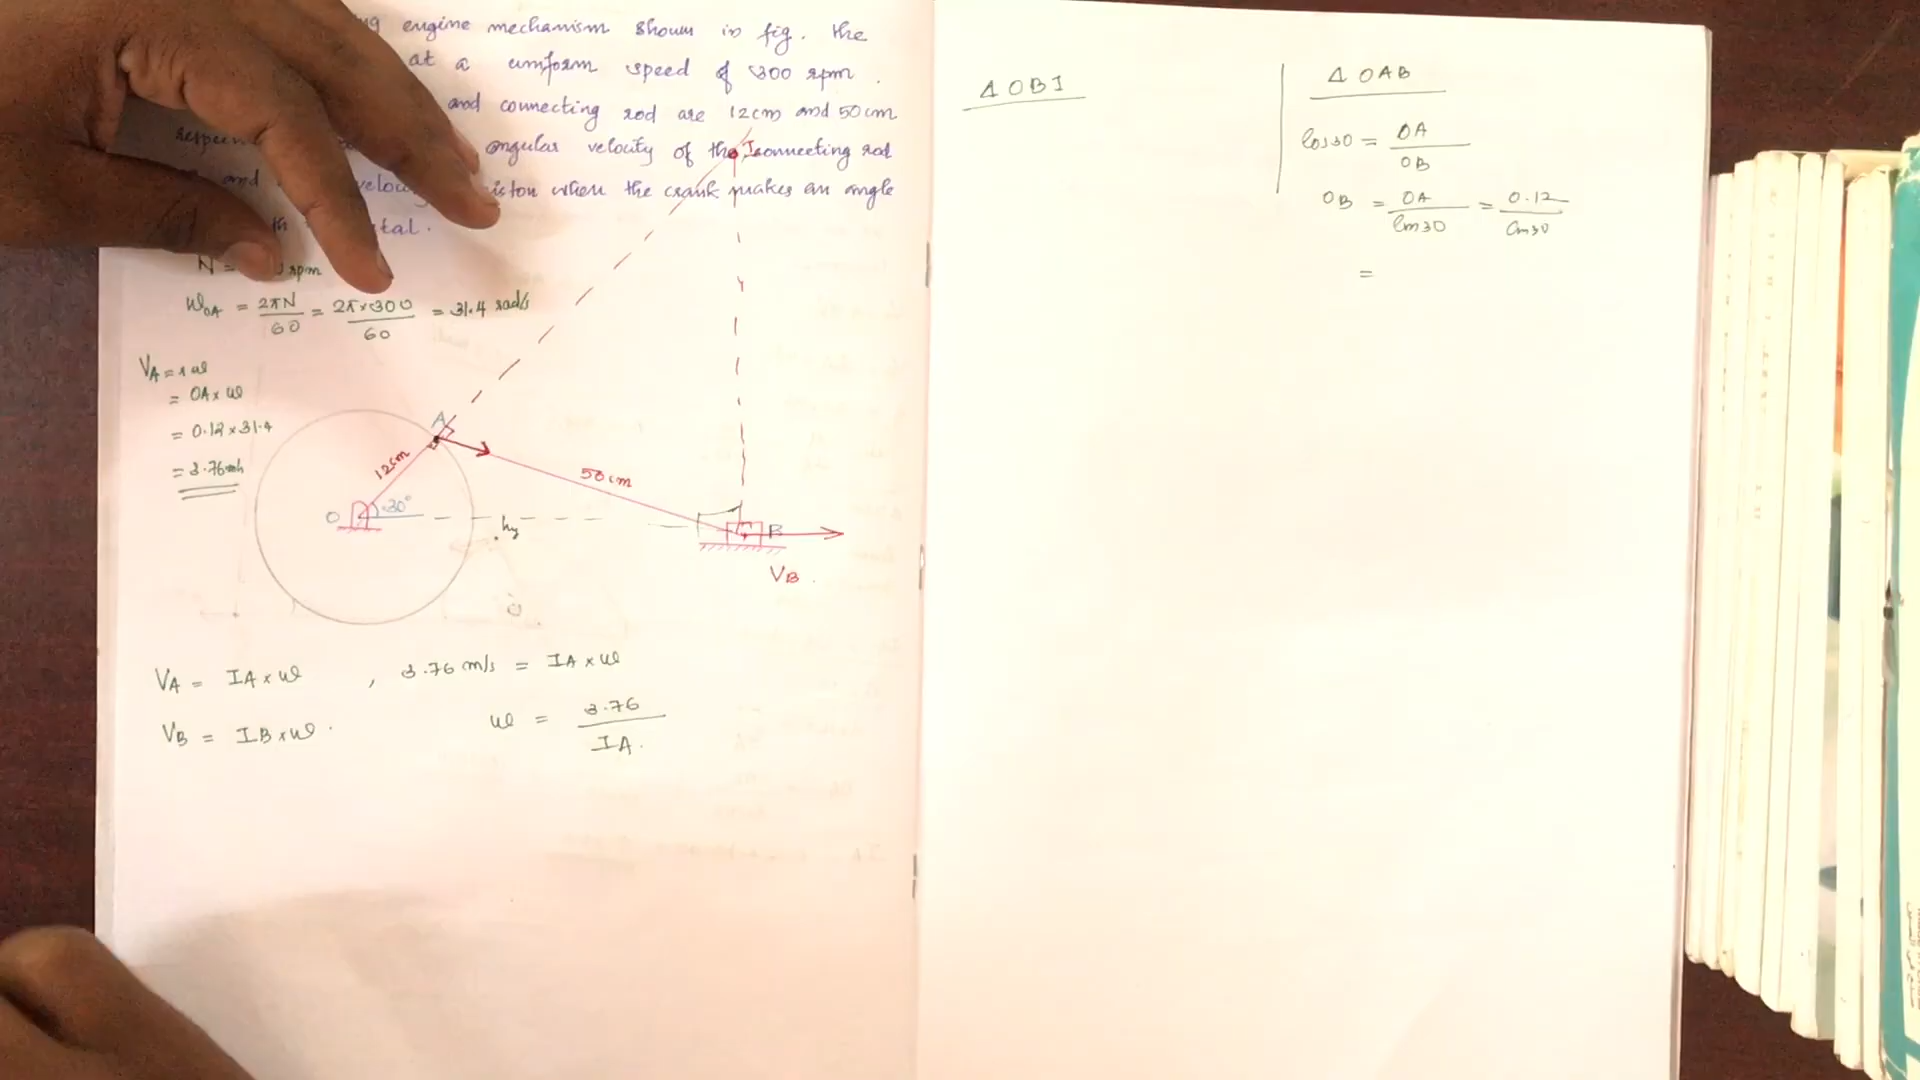 engine mechanism shown in fig. the
at a uniform speed of 300 rpm .
and connecting rod are 12cm and 50cm
angular velocity of the connecting rod
and when the crank makes an angle
I
N = rpm
ωOA = 2πN/60 = 2π×300/60 = 31.4 rad/s
VA = rω
= OA × ω
= 0.12 × 31.4
= 3.76 m/s
A
12cm
50cm
O
30°
B
VB
VA = IA × ω , 3.76 m/s = IA × ω
VB = IB × ω .
ω = 3.76/IA.
Δ OBI
Δ OAB
Cos30 = OA/OB
OB = OA/Cos30 = 0.12/Cos30
=